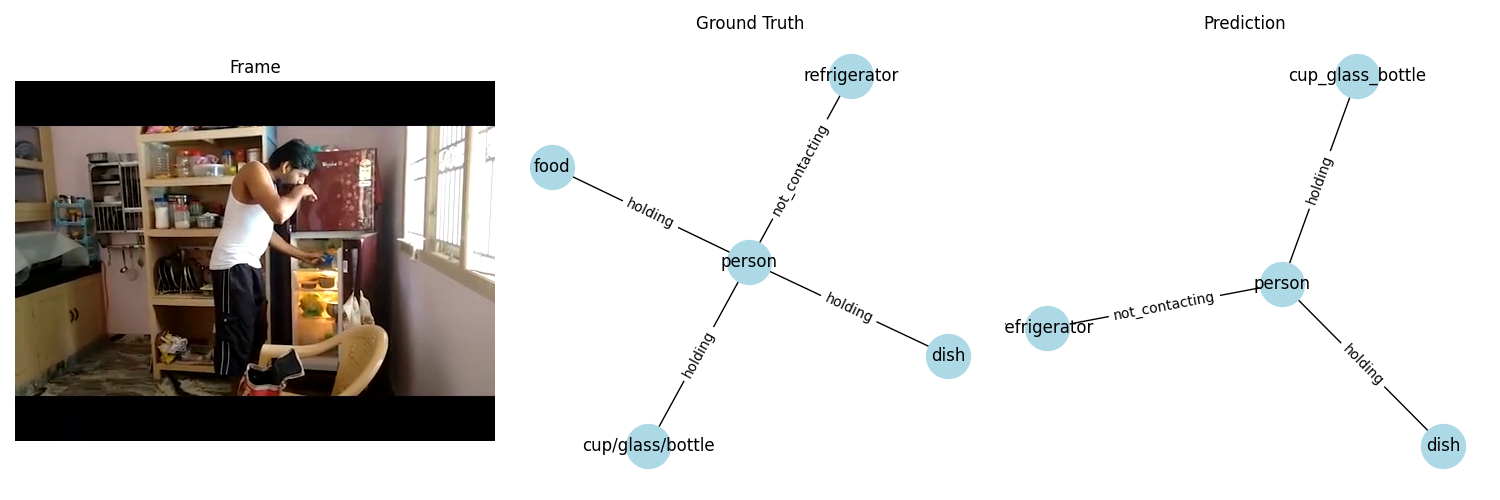 Frame
Ground Truth
refrigerator
not_contacting
food
holding
person
holding
dish
holding
cup/glass/bottle
Prediction
cup_glass_bottle
holding
person
not_contacting
efrigerator
holding
dish